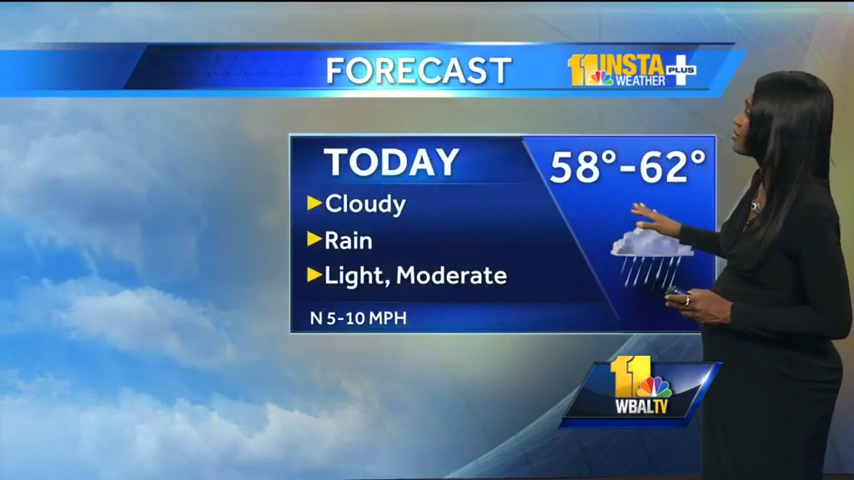 FORECAST
11 INSTA
WEATHER PLUS
TODAY
58°-62°
Cloudy
Rain
Light, Moderate
N 5-10 MPH
11
WBALTV